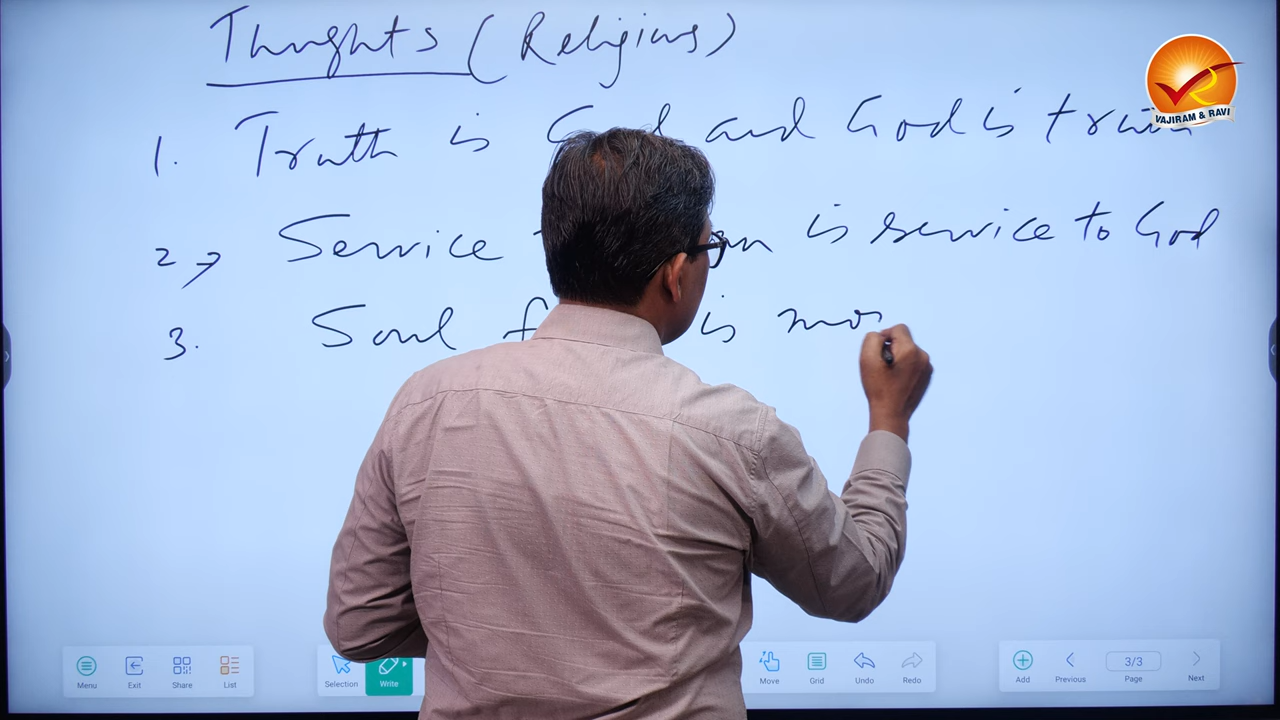 Thoughts (Religious)
1. Truth is God and God is truth
2. Service is service to God
3. Soul is
VAJIRAM & RAVI
Menu Exit Share List Selection Write Move Grid Undo Redo Add Previous 3/3 Page Next